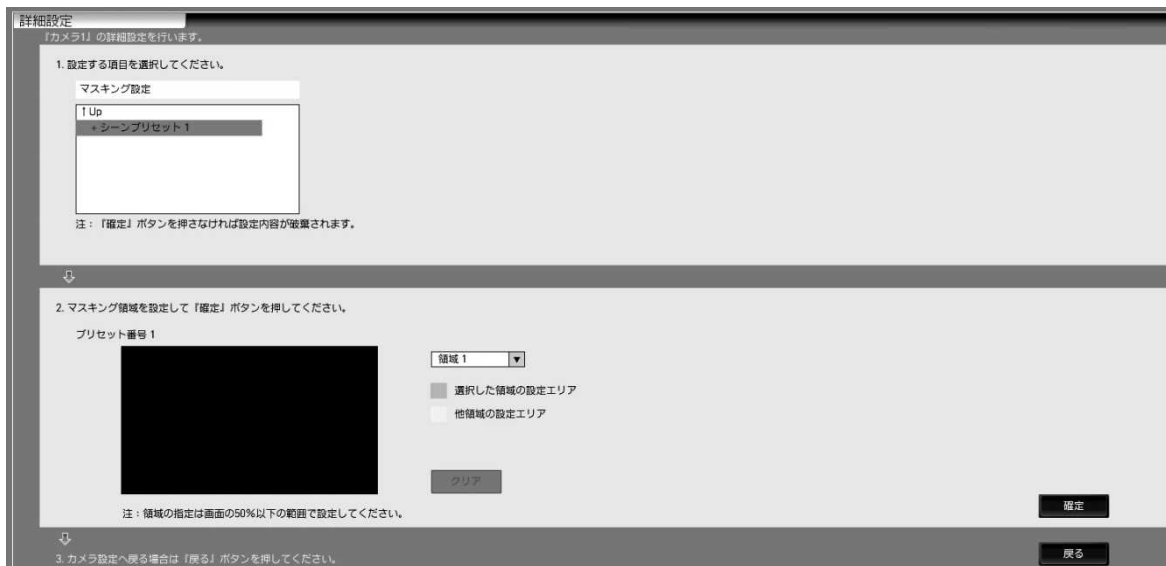 詳細設定
『カメラ1』の詳細設定を行います。
1. 設定する項目を選択してください。
マスキング設定
↑Up
+ シーンプリセット 1
注：『確定』ボタンを押さなければ設定内容が破棄されます。
2. マスキング領域を設定して『確定』ボタンを押してください。
プリセット番号 1
領域 1
選択した領域の設定エリア
他領域の設定エリア
クリア
注：領域の指定は画面の50%以下の範囲で設定してください。
確定
3. カメラ設定へ戻る場合は『戻る』ボタンを押してください。
戻る